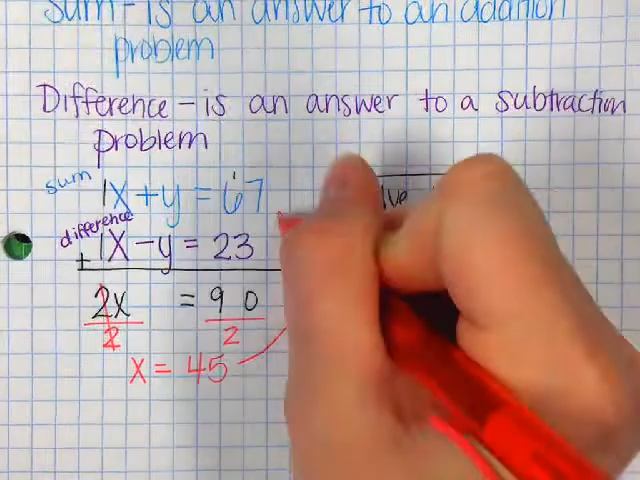 Sum - is an answer to an addition
problem
Difference - is an answer to a subtraction
problem
sum 1x + y = 67
difference
+ 1x - y = 23
2x = 90
2 2
x = 45